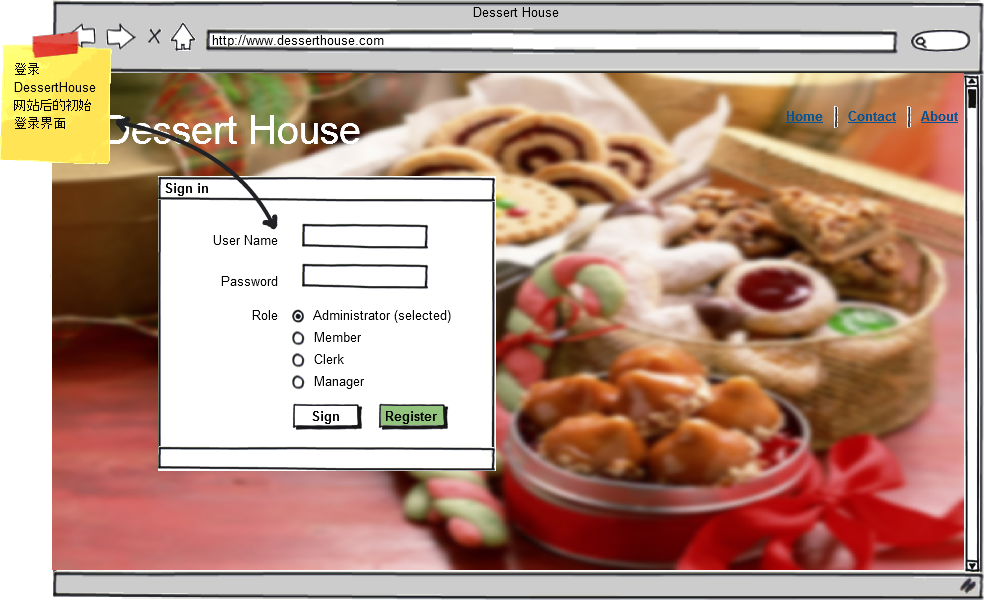 Dessert House
http://www.desserthouse.com
登录
DessertHouse
网站后的初始
登录界面
Dessert House
Home
Contact
About
Sign in
User Name
Password
Role
Administrator (selected)
Member
Clerk
Manager
Sign
Register